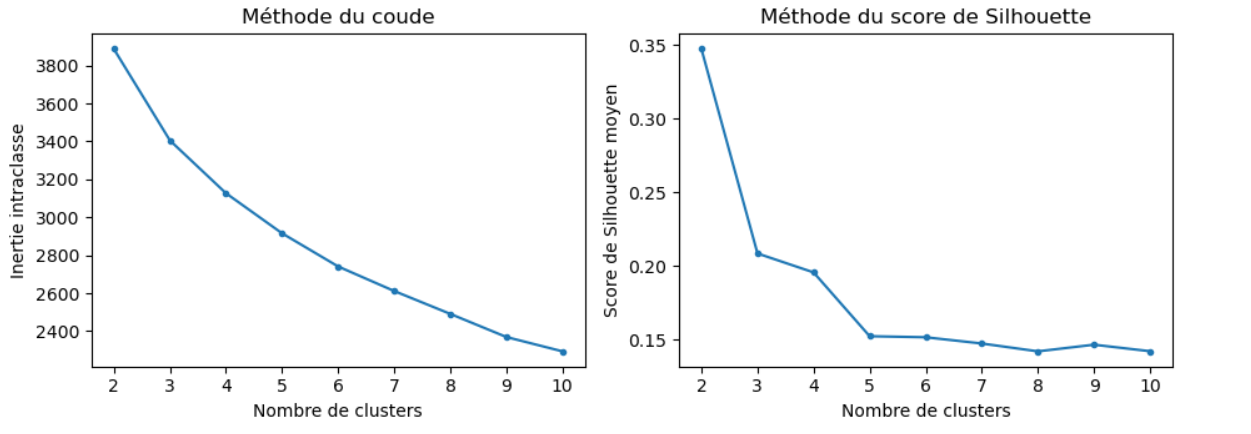 Méthode du coude
3800
3600
3400
3200
3000
2800
2600
2400
Inertie intraclasse
2 3 4 5 6 7 8 9 10
Nombre de clusters
Méthode du score de Silhouette
0.35
0.30
0.25
0.20
0.15
Score de Silhouette moyen
2 3 4 5 6 7 8 9 10
Nombre de clusters